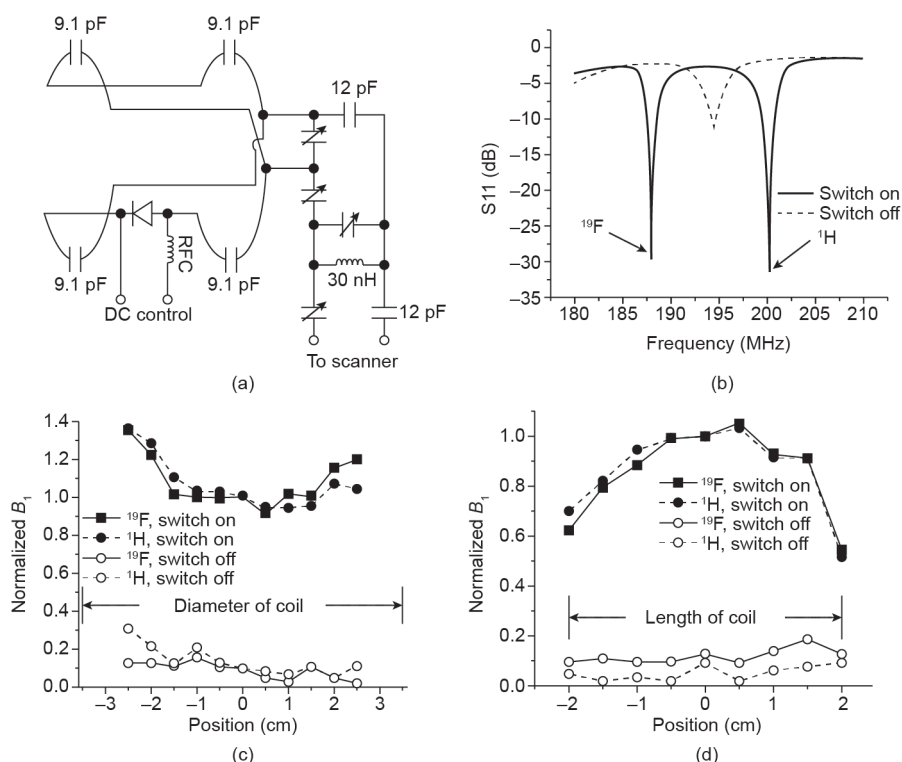 9.1 pF
9.1 pF
12 pF
RFC
30 nH
9.1 pF
9.1 pF
12 pF
DC control
To scanner
(a)
0
–5
–10
–15
–20
–25
–30
–35
S11 (dB)
19F
Switch on
Switch off
1H
180 185 190 195 200 205 210
Frequency (MHz)
(b)
1.4
1.2
1.0
0.8
0.6
0.4
0.2
0.0
Normalized B1
19F, switch on
1H, switch on
19F, switch off
1H, switch off
Diameter of coil
–3 –2 –1 0 1 2 3
Position (cm)
(c)
1.0
0.8
0.6
0.4
0.2
0.0
Normalized B1
19F, switch on
1H, switch on
19F, switch off
1H, switch off
Length of coil
–2 –1 0 1 2
Position (cm)
(d)